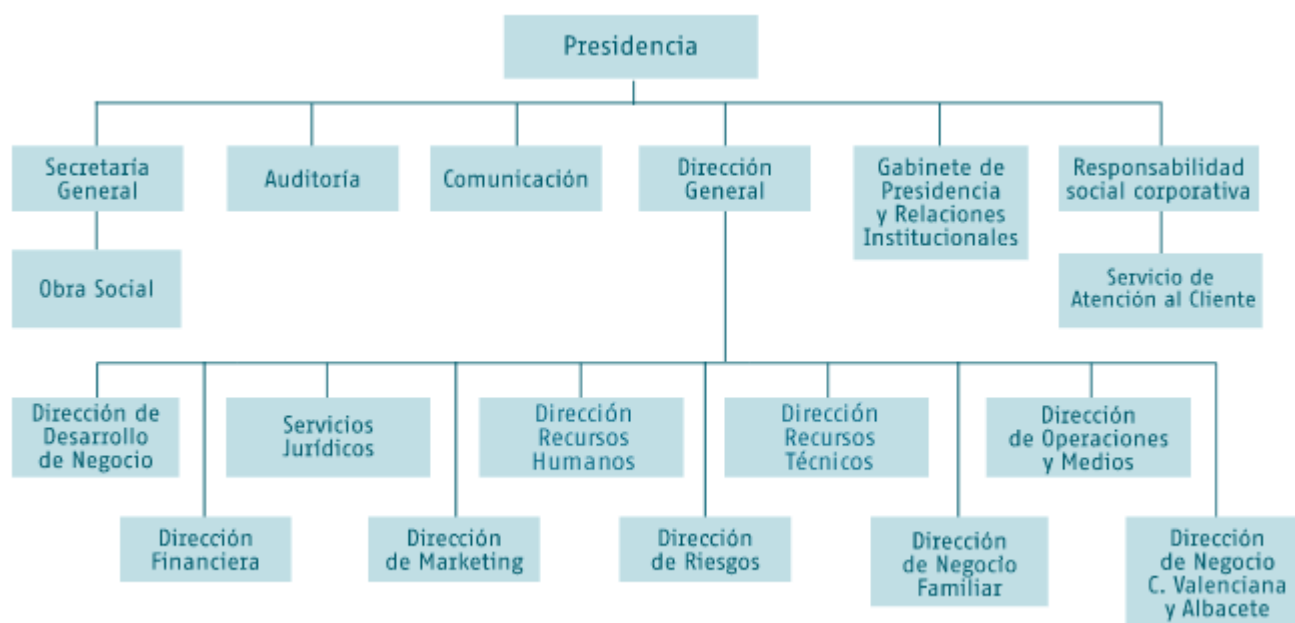 Presidencia
Secretaría
General
Auditoría
Comunicación
Dirección
General
Gabinete de
Presidencia
y Relaciones
Institucionales
Responsabilidad
social corporativa
Obra Social
Servicio de
Atención al Cliente
Dirección de
Desarrollo
de Negocio
Servicios
Jurídicos
Dirección
Recursos
Humanos
Dirección
Recursos
Técnicos
Dirección
de Operaciones
y Medios
Dirección
Financiera
Dirección
de Marketing
Dirección
de Riesgos
Dirección
de Negocio
Familiar
Dirección
de Negocio
C. Valenciana
y Albacete